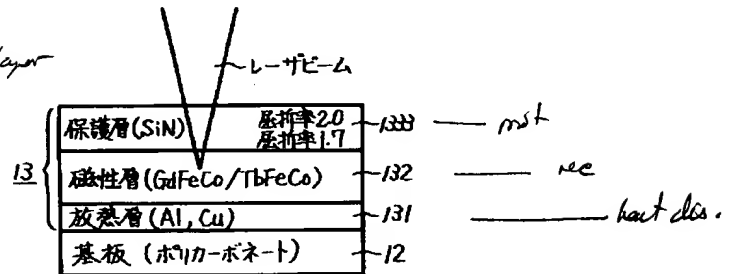 layer
レーザビーム
保護層(SiN) 屈折率2.0 1333 prot
屈折率1.7
13 磁性層(GdFeCo/TbFeCo) 132 rec
放熱層(Al, Cu) 131 heat dis.
基板(ポリカーボネート) 12